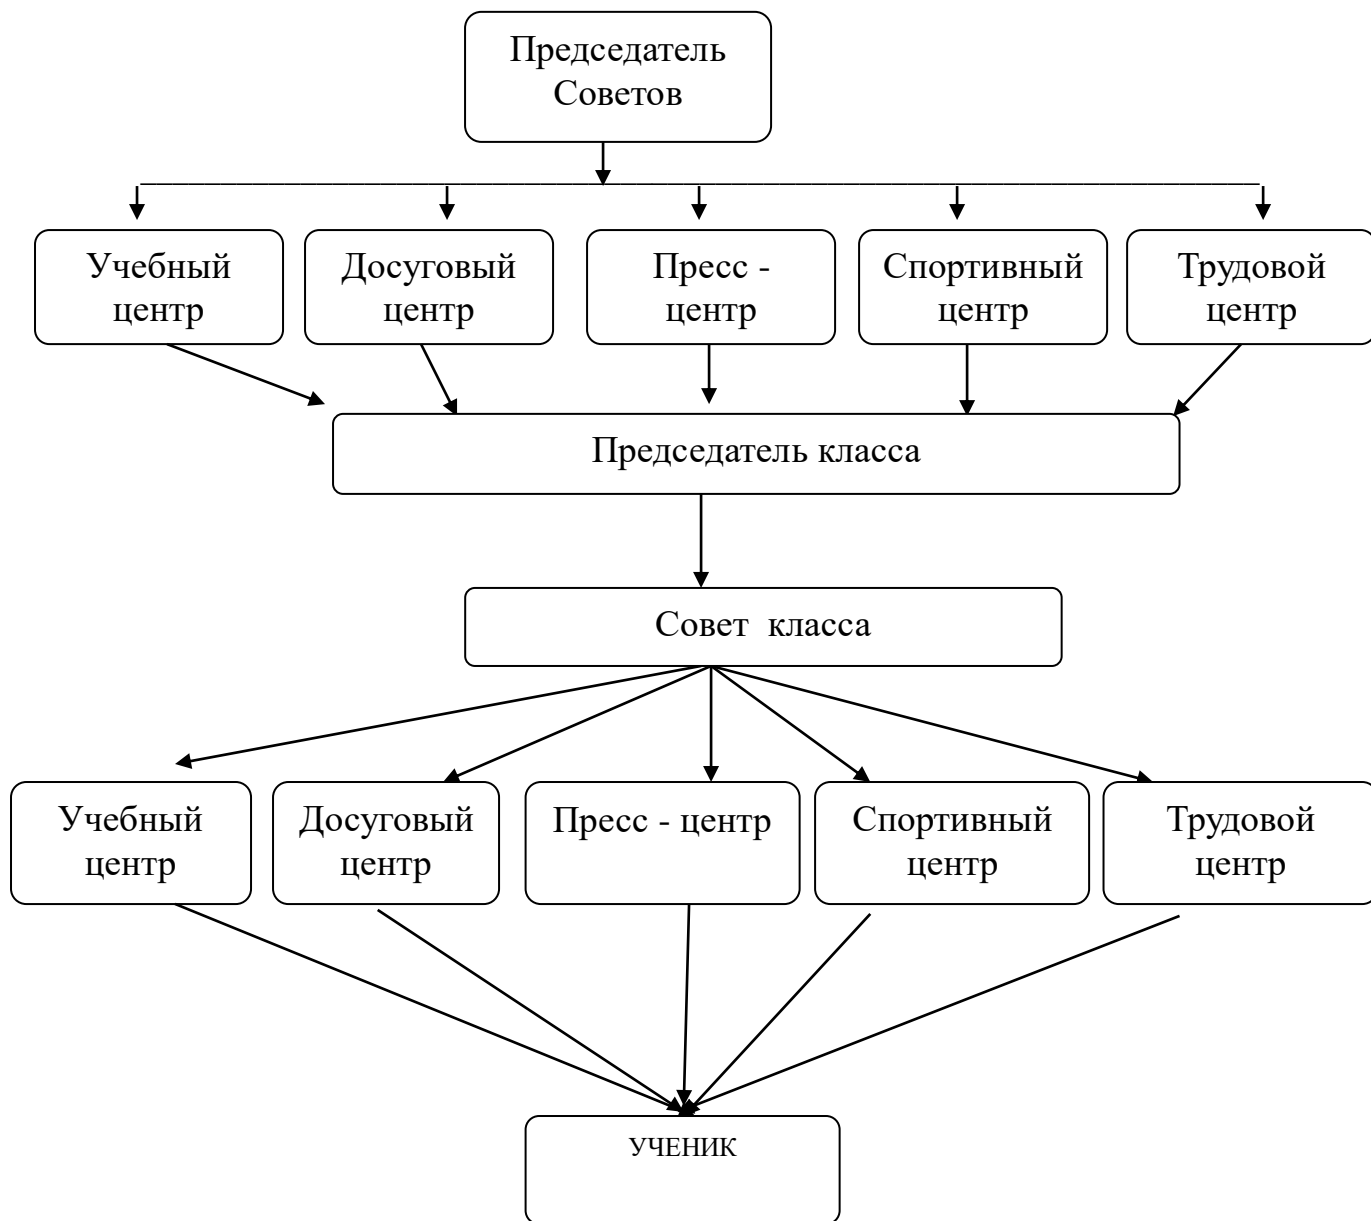 Председатель
Советов
Учебный
центр
Досуговый
центр
Пресс -
центр
Спортивный
центр
Трудовой
центр
Председатель класса
Совет  класса
Учебный
центр
Досуговый
центр
Пресс - центр
Спортивный
центр
Трудовой
центр
УЧЕНИК